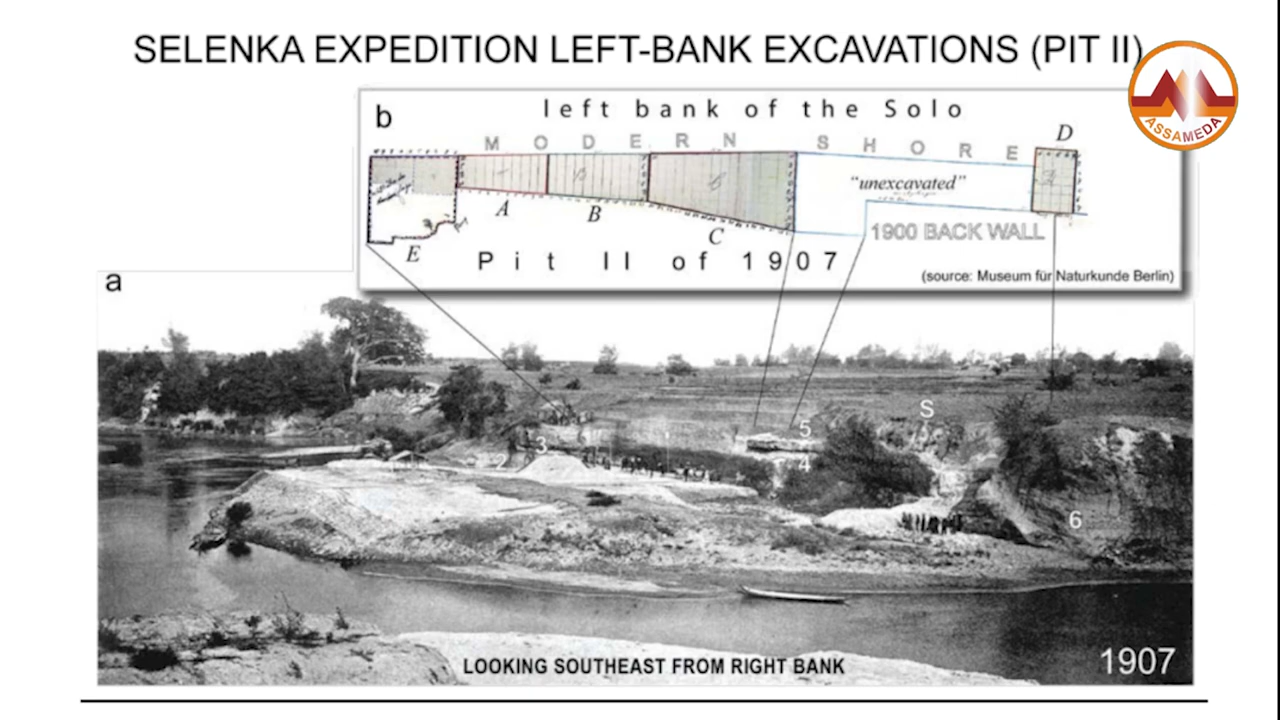 SELENKA EXPEDITION LEFT-BANK EXCAVATIONS (PIT II)
ASSAMEDA
b
left bank of the Solo
MODERN SHORE
D
"unexcavated"
A
B
C
E
1900 BACK WALL
Pit II of 1907
(source: Museum für Naturkunde Berlin)
a
S
5
3
2
4
6
LOOKING SOUTHEAST FROM RIGHT BANK
1907